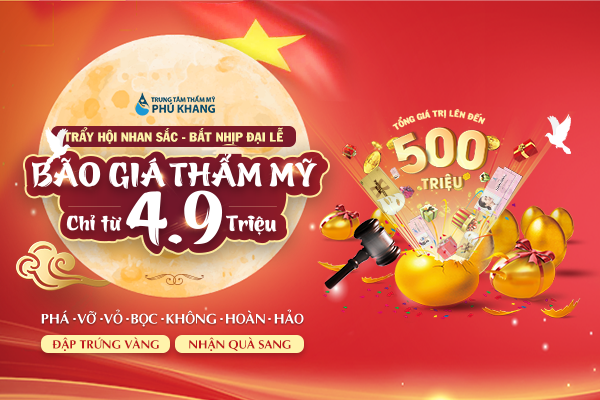 TRUNG TÂM THẨM MỸ
PHÚ KHANG
TRẨY HỘI NHAN SẮC - BẮT NHỊP ĐẠI LỄ
BÃO GIÁ THẨM MỸ
Chỉ từ 4.9 Triệu
TỔNG GIÁ TRỊ LÊN ĐẾN
500
TRIỆU
PHÁ • VỠ • VỎ • BỌC • KHÔNG • HOÀN • HẢO
ĐẬP TRỨNG VÀNG
NHẬN QUÀ SANG